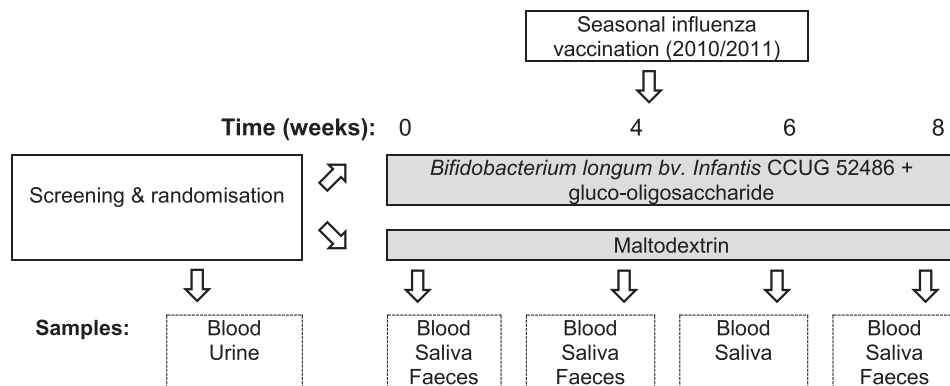 Seasonal influenza
vaccination (2010/2011)
Time (weeks): 0 4 6 8
Screening & randomisation
Bifidobacterium longum bv. Infantis CCUG 52486 +
gluco-oligosaccharide
Maltodextrin
Samples:
Blood
Urine
Blood
Saliva
Faeces
Blood
Saliva
Faeces
Blood
Saliva
Blood
Saliva
Faeces